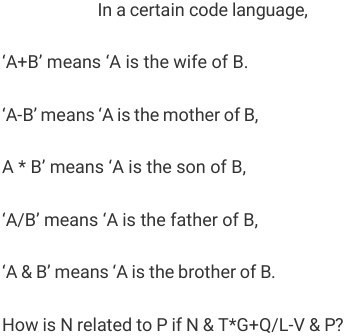 In a certain code language,
‘A+B’ means ‘A is the wife of B.
‘A-B’ means ‘A is the mother of B,
A * B’ means ‘A is the son of B,
‘A/B’ means ‘A is the father of B,
‘A & B’ means ‘A is the brother of B.
How is N related to P if N & T*G+Q/L-V & P?